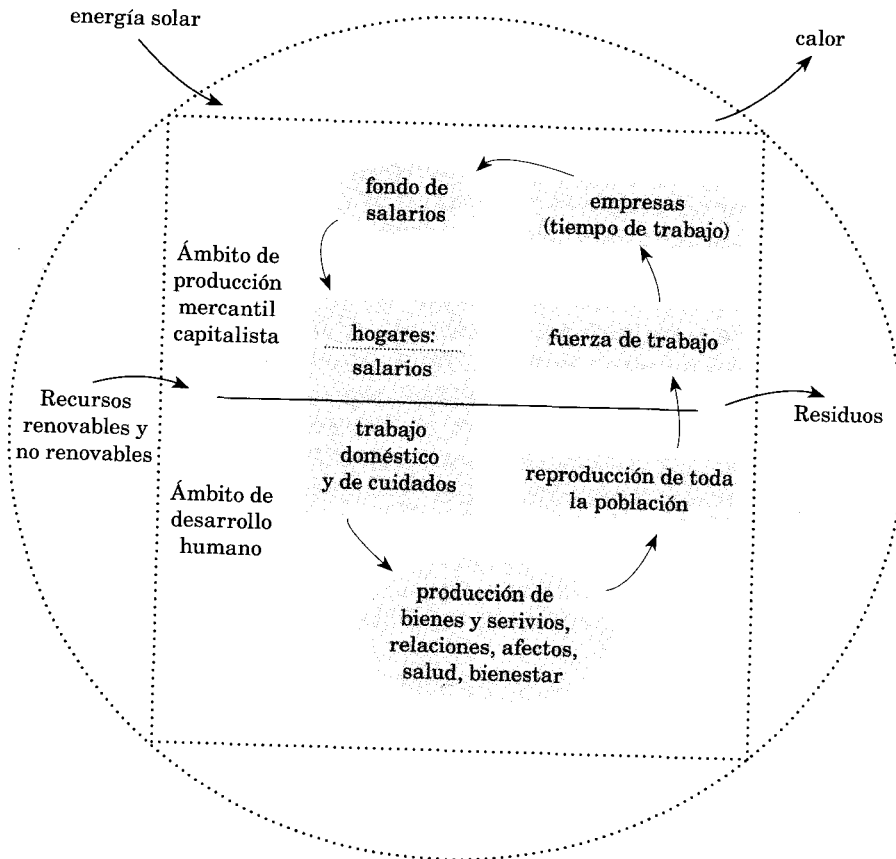 energía solar
calor
fondo de
salarios
empresas
(tiempo de trabajo)
Ámbito de
producción
mercantil
capitalista
hogares:
salarios
fuerza de trabajo
Recursos
renovables y
no renovables
Residuos
trabajo
doméstico
y de cuidados
reproducción de toda
la población
Ámbito de
desarrollo
humano
producción de
bienes y serivios,
relaciones, afectos,
salud, bienestar